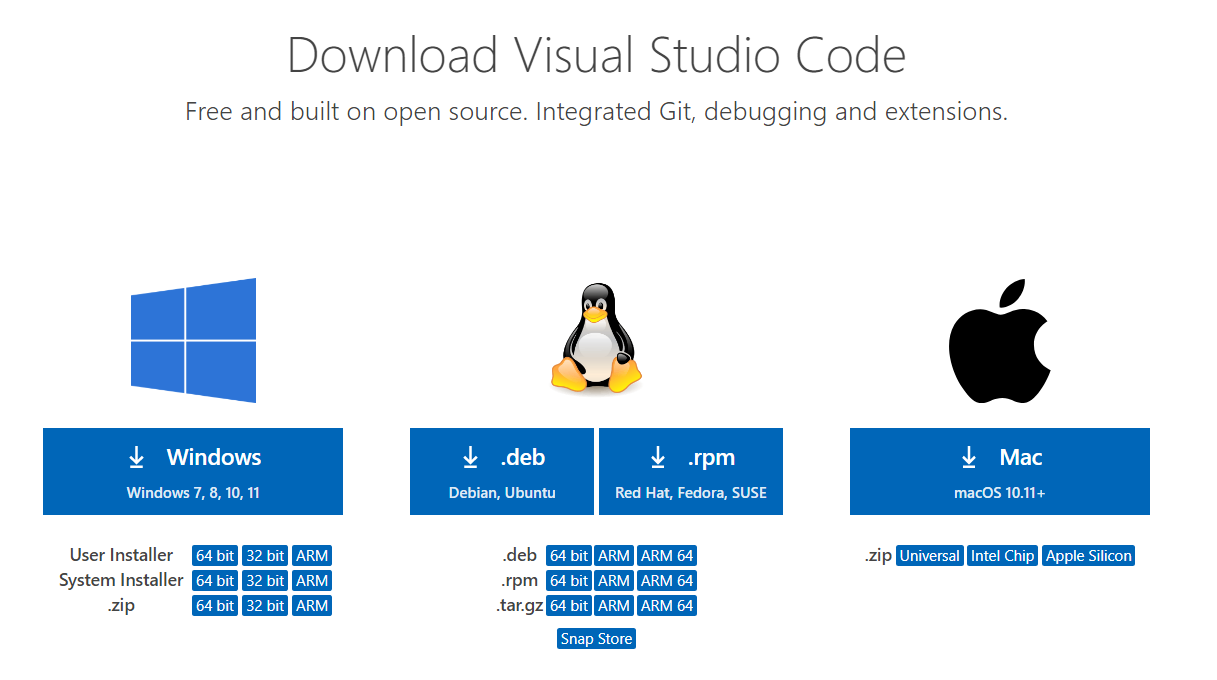 Download Visual Studio Code
Free and built on open source. Integrated Git, debugging and extensions.
Windows
Windows 7, 8, 10, 11
User Installer 64 bit 32 bit ARM
System Installer 64 bit 32 bit ARM
.zip 64 bit 32 bit ARM
.deb
Debian, Ubuntu
.rpm
Red Hat, Fedora, SUSE
.deb 64 bit ARM ARM 64
.rpm 64 bit ARM ARM 64
.tar.gz 64 bit ARM ARM 64
Snap Store
Mac
macOS 10.11+
.zip Universal Intel Chip Apple Silicon